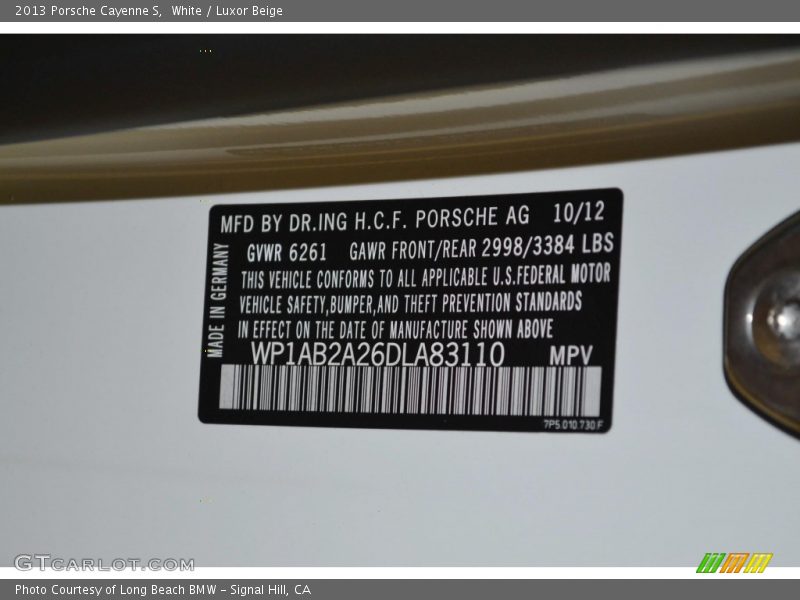 2013 Porsche Cayenne S,  White / Luxor Beige
MFD BY DR.ING H.C.F. PORSCHE AG 10/12
GVWR 6261 GAWR FRONT/REAR 2998/3384 LBS
THIS VEHICLE CONFORMS TO ALL APPLICABLE U.S.FEDERAL MOTOR
VEHICLE SAFETY,BUMPER,AND THEFT PREVENTION STANDARDS
IN EFFECT ON THE DATE OF MANUFACTURE SHOWN ABOVE
MADE IN GERMANY
WP1AB2A26DLA83110 MPV
7P5.010.730.F
GTCARLOT.COM
Photo Courtesy of Long Beach BMW - Signal Hill, CA